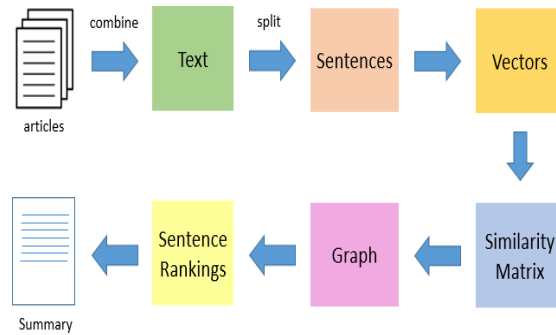 combine
split
Text
Sentences
Vectors
articles
Similarity
Matrix
Graph
Sentence
Rankings
Summary